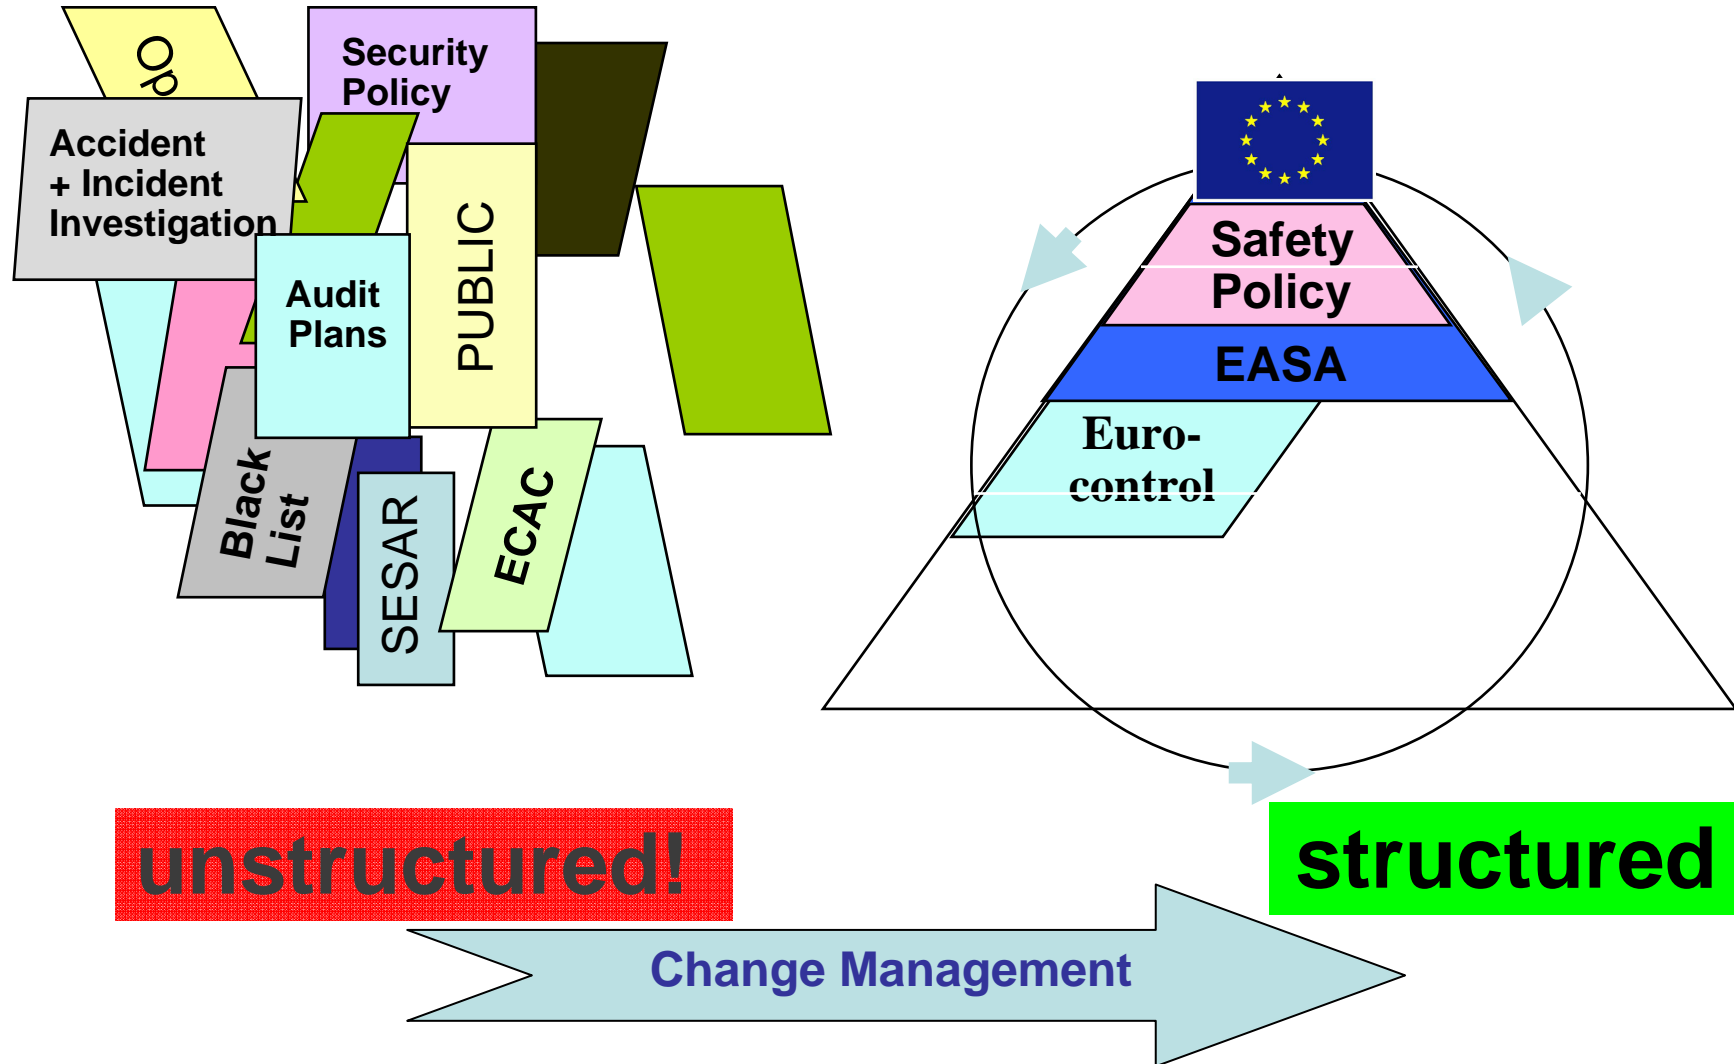 Op
Security
Policy
Accident
+ Incident
Investigation
Audit
Plans
PUBLIC
Black
List
SESAR
ECAC
Safety
Policy
EASA
Euro-
control
unstructured!
structured
Change Management